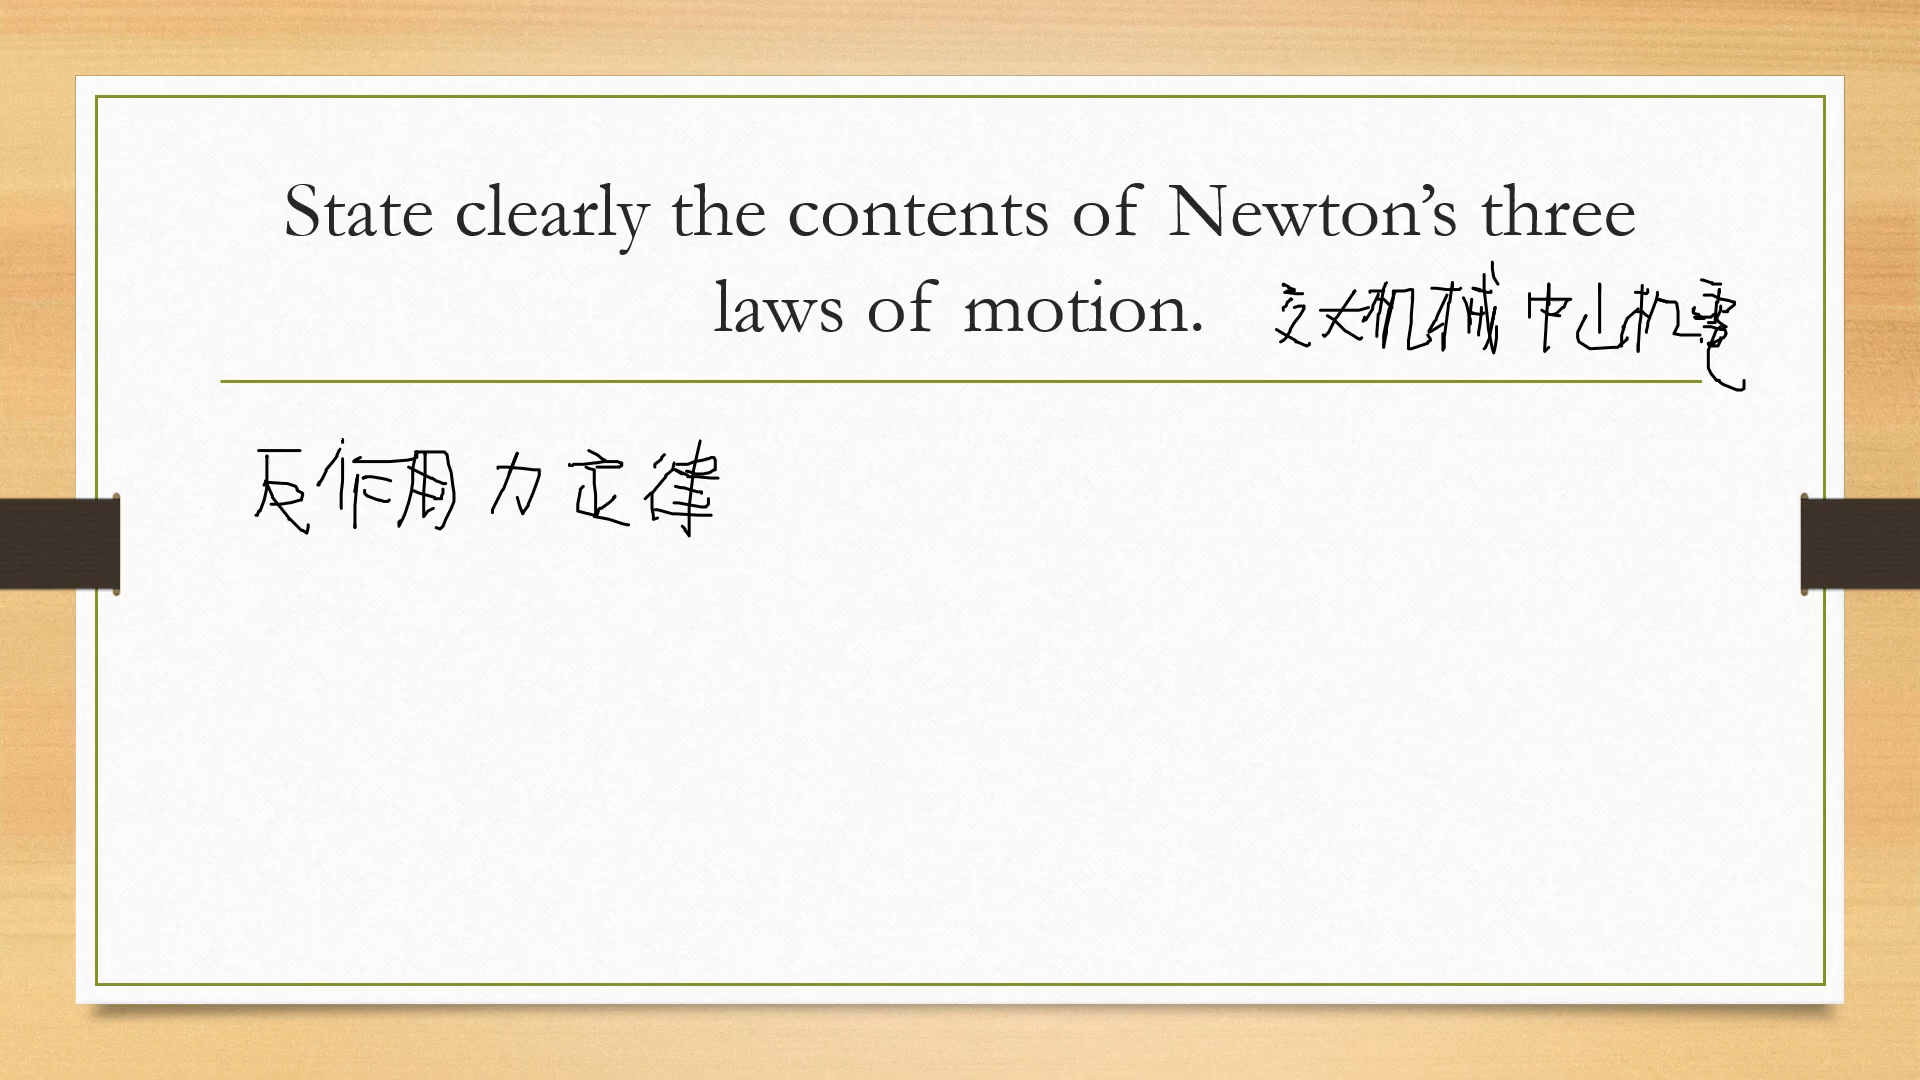 State clearly the contents of Newton's three
laws of motion. 交大机械 中山机電
反作用力定律